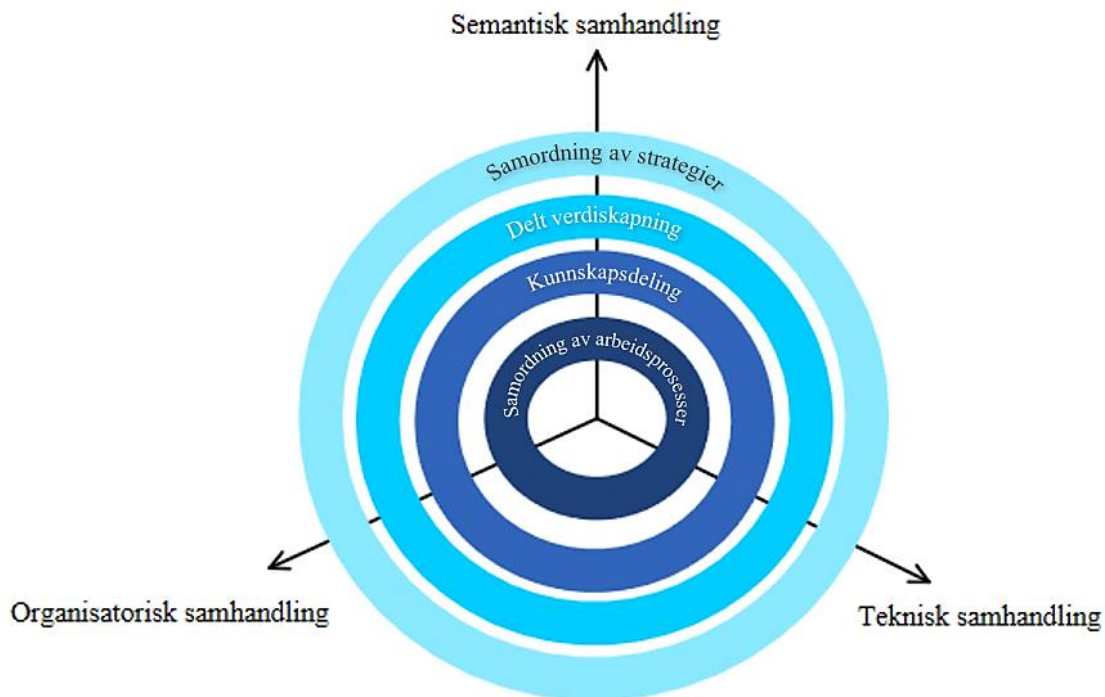 Semantisk samhandling
Samordning av strategier
Delt verdiskapning
Kunnskapsdeling
Samordning av arbeidsprosesser
Organisatorisk samhandling
Teknisk samhandling